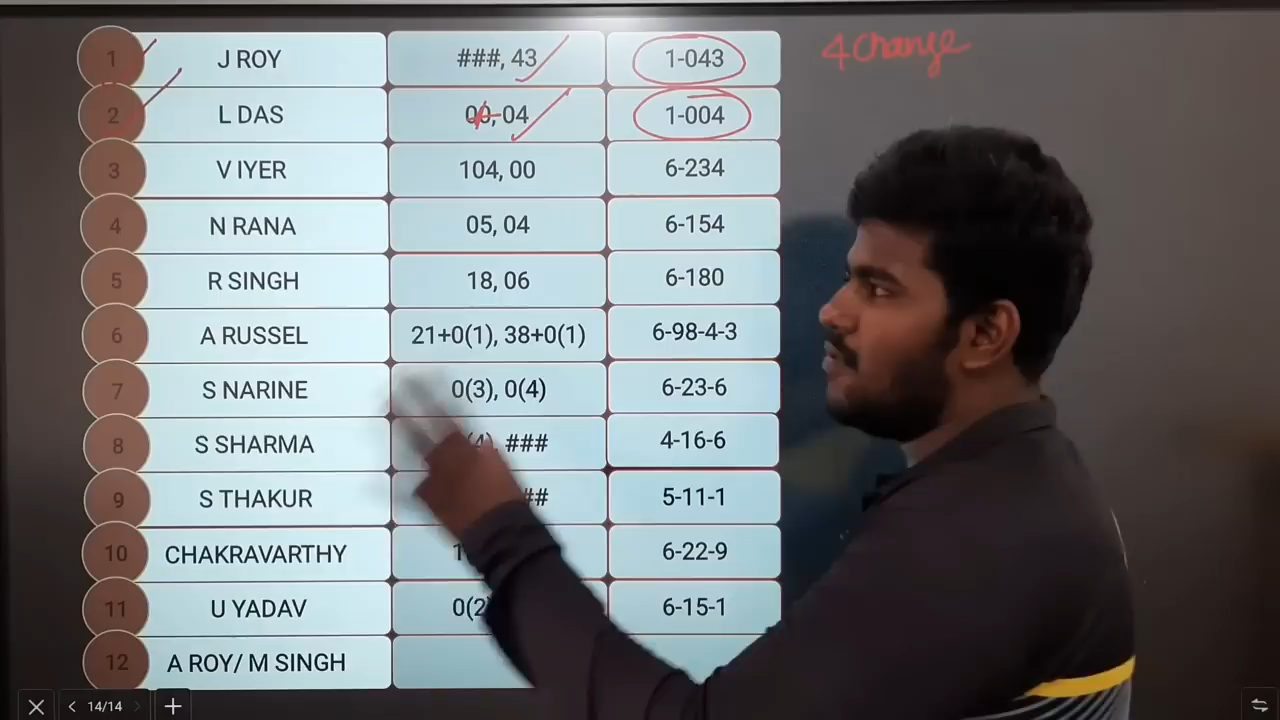 1 J ROY ###, 43 1-043
2 L DAS 00, 04 1-004
3 V IYER 104, 00 6-234
4 N RANA 05, 04 6-154
5 R SINGH 18, 06 6-180
6 A RUSSEL 21+0(1), 38+0(1) 6-98-4-3
7 S NARINE 0(3), 0(4) 6-23-6
8 S SHARMA ### 4-16-6
9 S THAKUR 5-11-1
10 CHAKRAVARTHY 6-22-9
11 U YADAV 6-15-1
12 A ROY/ M SINGH
4 Change
14/14